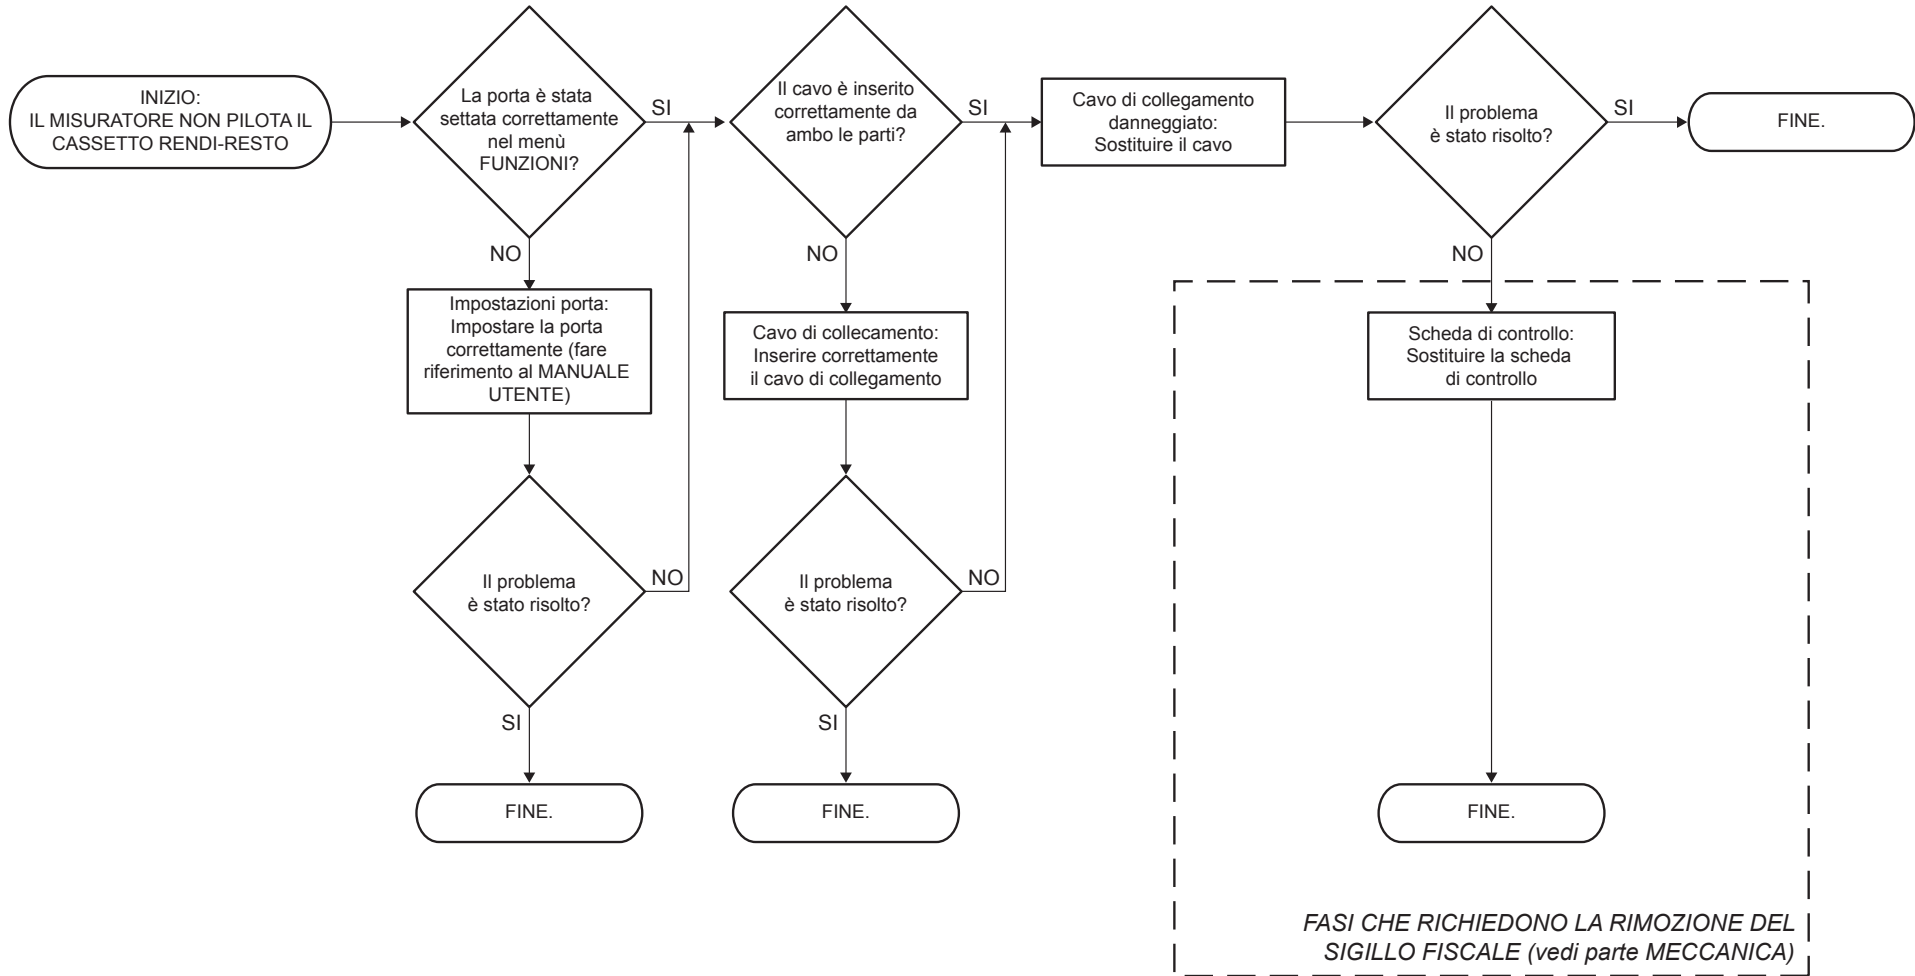 INIZIO:
IL MISURATORE NON PILOTA IL
CASSETTO RENDI-RESTO
La porta è stata
settata correttamente
nel menù
FUNZIONI?
SI
NO
Impostazioni porta:
Impostare la porta
correttamente (fare
riferimento al MANUALE
UTENTE)
Il problema
è stato risolto?
NO
SI
FINE.
Il cavo è inserito
correttamente da
ambo le parti?
SI
NO
Cavo di collecamento:
Inserire correttamente
il cavo di collegamento
Il problema
è stato risolto?
NO
SI
FINE.
Cavo di collegamento
danneggiato:
Sostituire il cavo
Il problema
è stato risolto?
SI
FINE.
NO
Scheda di controllo:
Sostituire la scheda
di controllo
FINE.
FASI CHE RICHIEDONO LA RIMOZIONE DEL
SIGILLO FISCALE (vedi parte MECCANICA)